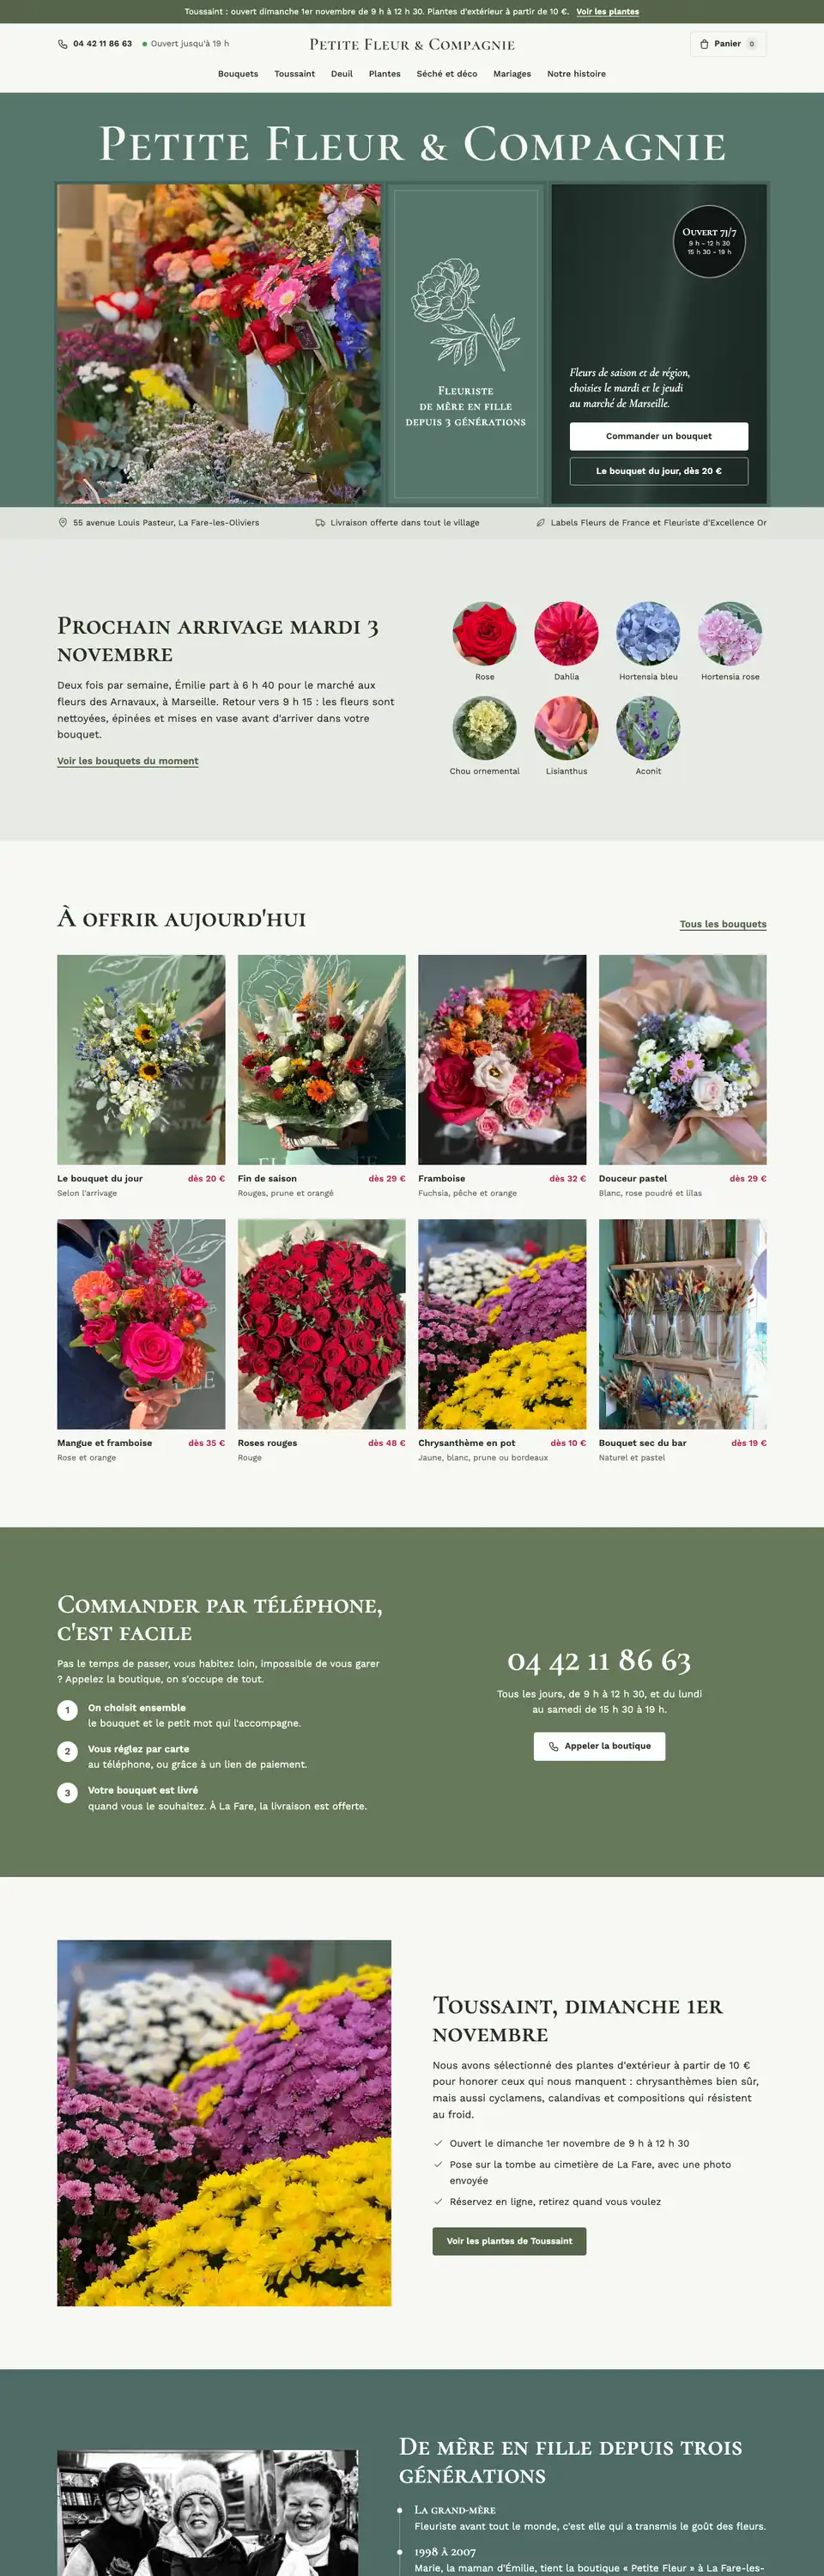 Toussaint : ouvert dimanche 1er novembre de 9 h à 12 h 30. Plantes d'extérieur à partir de 10 €. Voir les plantes
04 42 11 86 63
Ouvert jusqu'à 19 h
Petite Fleur & Compagnie
Panier 0
Bouquets Toussaint Deuil Plantes Séché et déco Mariages Notre histoire
Petite Fleur & Compagnie
Fleuriste
de mère en fille
depuis 3 générations
Ouvert 7j/7
9 h - 12 h 30
15 h 30 - 19 h
Fleurs de saison et de région,
choisies le mardi et le jeudi
au marché de Marseille.
Commander un bouquet
Le bouquet du jour, dès 20 €
55 avenue Louis Pasteur, La Fare-les-Oliviers
Livraison offerte dans tout le village
Labels Fleurs de France et Fleuriste d'Excellence Or
Prochain arrivage mardi 3
novembre
Deux fois par semaine, Émilie part à 6 h 40 pour le marché aux
fleurs des Arnavaux, à Marseille. Retour vers 9 h 15 : les fleurs sont
nettoyées, épinées et mises en vase avant d'arriver dans votre
bouquet.
Voir les bouquets du moment
Rose
Dahlia
Hortensia bleu
Hortensia rose
Chou ornemental
Lisianthus
Aconit
À offrir aujourd'hui
Tous les bouquets
Le bouquet du jour dès 20 €
Selon l'arrivage
Fin de saison dès 29 €
Rouges, prune et orangé
Framboise dès 32 €
Fuchsia, pêche et orange
Douceur pastel dès 29 €
Blanc, rose poudré et lilas
Mangue et framboise dès 35 €
Rose et orange
Roses rouges dès 48 €
Rouge
Chrysanthème en pot dès 10 €
Jaune, blanc, prune ou bordeaux
Bouquet sec du bar dès 19 €
Naturel et pastel
Commander par téléphone,
c'est facile
Pas le temps de passer, vous habitez loin, impossible de vous garer
? Appelez la boutique, on s'occupe de tout.
1 On choisit ensemble
le bouquet et le petit mot qui l'accompagne.
2 Vous réglez par carte
au téléphone, ou grâce à un lien de paiement.
3 Votre bouquet est livré
quand vous le souhaitez. À La Fare, la livraison est offerte.
04 42 11 86 63
Tous les jours, de 9 h à 12 h 30, et du lundi
au samedi de 15 h 30 à 19 h.
Appeler la boutique
Toussaint, dimanche 1er
novembre
Nous avons sélectionné des plantes d'extérieur à partir de 10 €
pour honorer ceux qui nous manquent : chrysanthèmes bien sûr,
mais aussi cyclamens, calandivas et compositions qui résistent
au froid.
Ouvert le dimanche 1er novembre de 9 h à 12 h 30
Pose sur la tombe au cimetière de La Fare, avec une photo
envoyée
Réservez en ligne, retirez quand vous voulez
Voir les plantes de Toussaint
De mère en fille depuis trois
générations
La grand-mère
Fleuriste avant tout le monde, c'est elle qui a transmis le goût des fleurs.
1998 à 2007
Marie, la maman d'Émilie, tient la boutique « Petite Fleur » à La Fare-les-